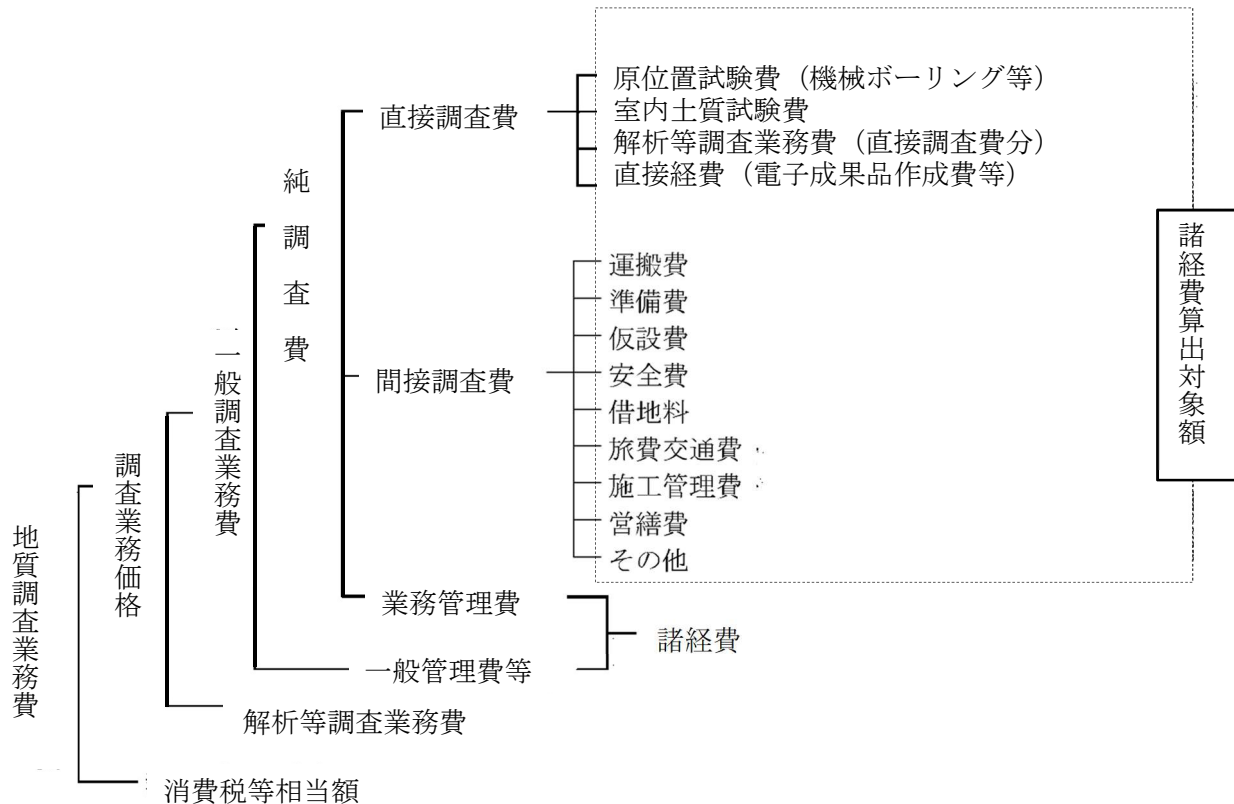 地質調査業務費
調査業務価格
一般調査業務費
純調査費
直接調査費
原位置試験費（機械ボーリング等）
室内土質試験費
解析等調査業務費（直接調査費分）
直接経費（電子成果品作成費等）
間接調査費
運搬費
準備費
仮設費
安全費
借地料
旅費交通費
施工管理費
営繕費
その他
諸経費算出対象額
業務管理費
一般管理費等
諸経費
解析等調査業務費
消費税等相当額